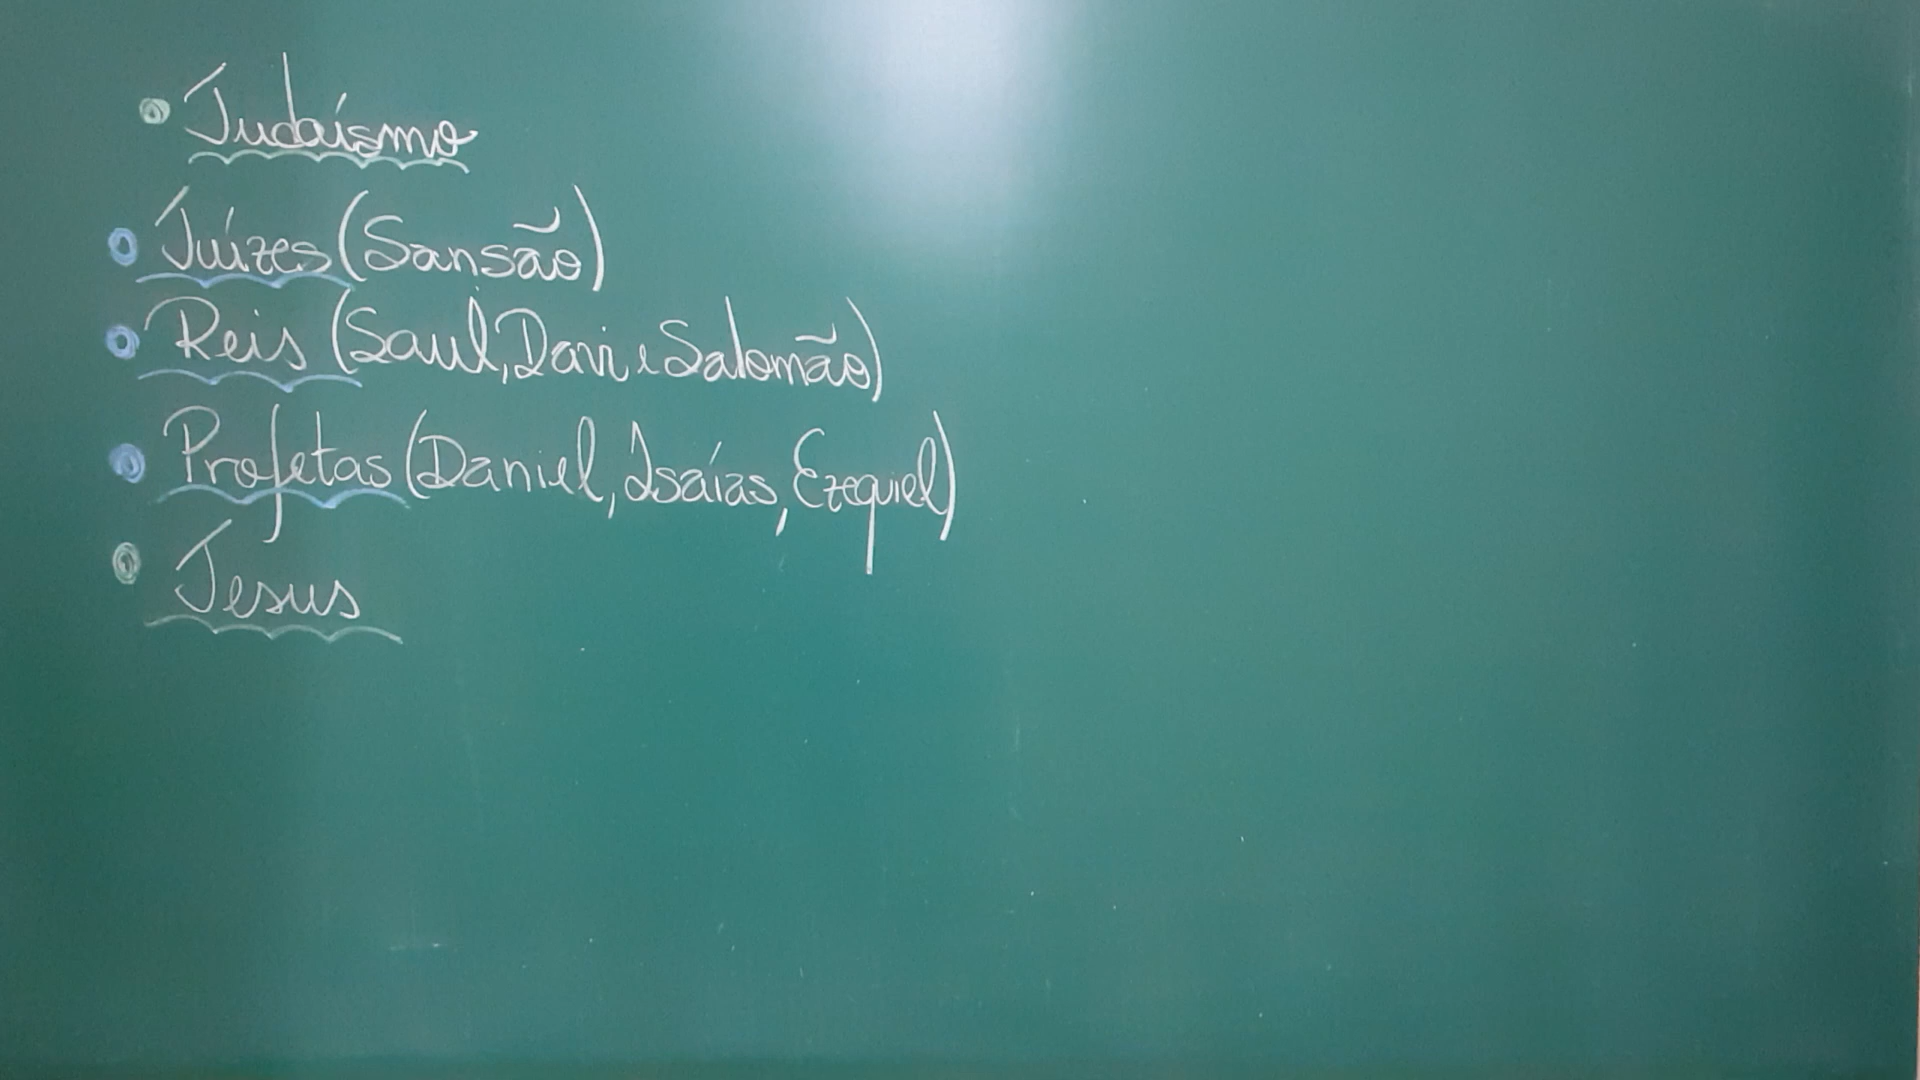 • Judaísmo
• Juízes (Sansão)
• Reis (Saul, Davi e Salomão)
• Profetas (Daniel, Isaías, Ezequiel)
• Jesus